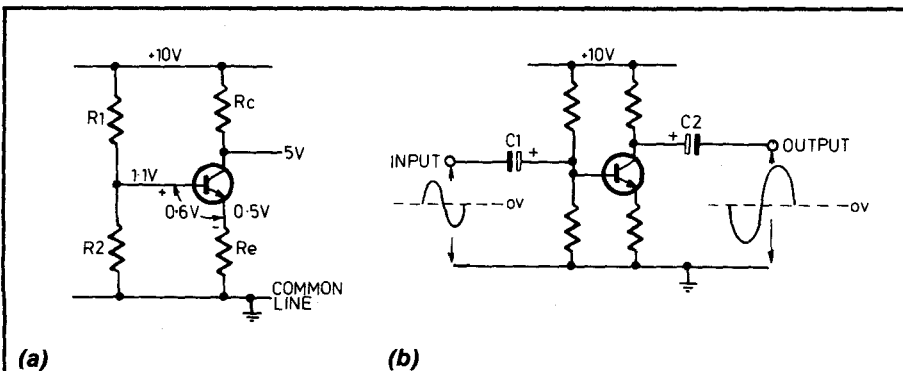 +10V
R1
Rc
5V
1.1V
+
0.6V
-
0.5V
R2
Re
COMMON
LINE
(a)
+10V
C1
+
INPUT
0V
+
C2
OUTPUT
0V
(b)